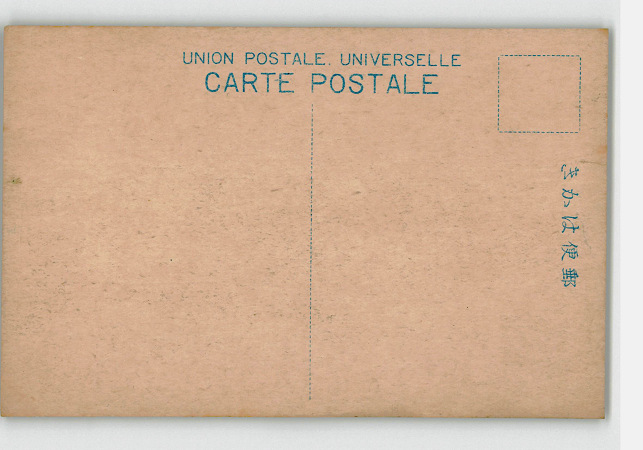 UNION POSTALE. UNIVERSELLE
CARTE POSTALE
きかは便郵